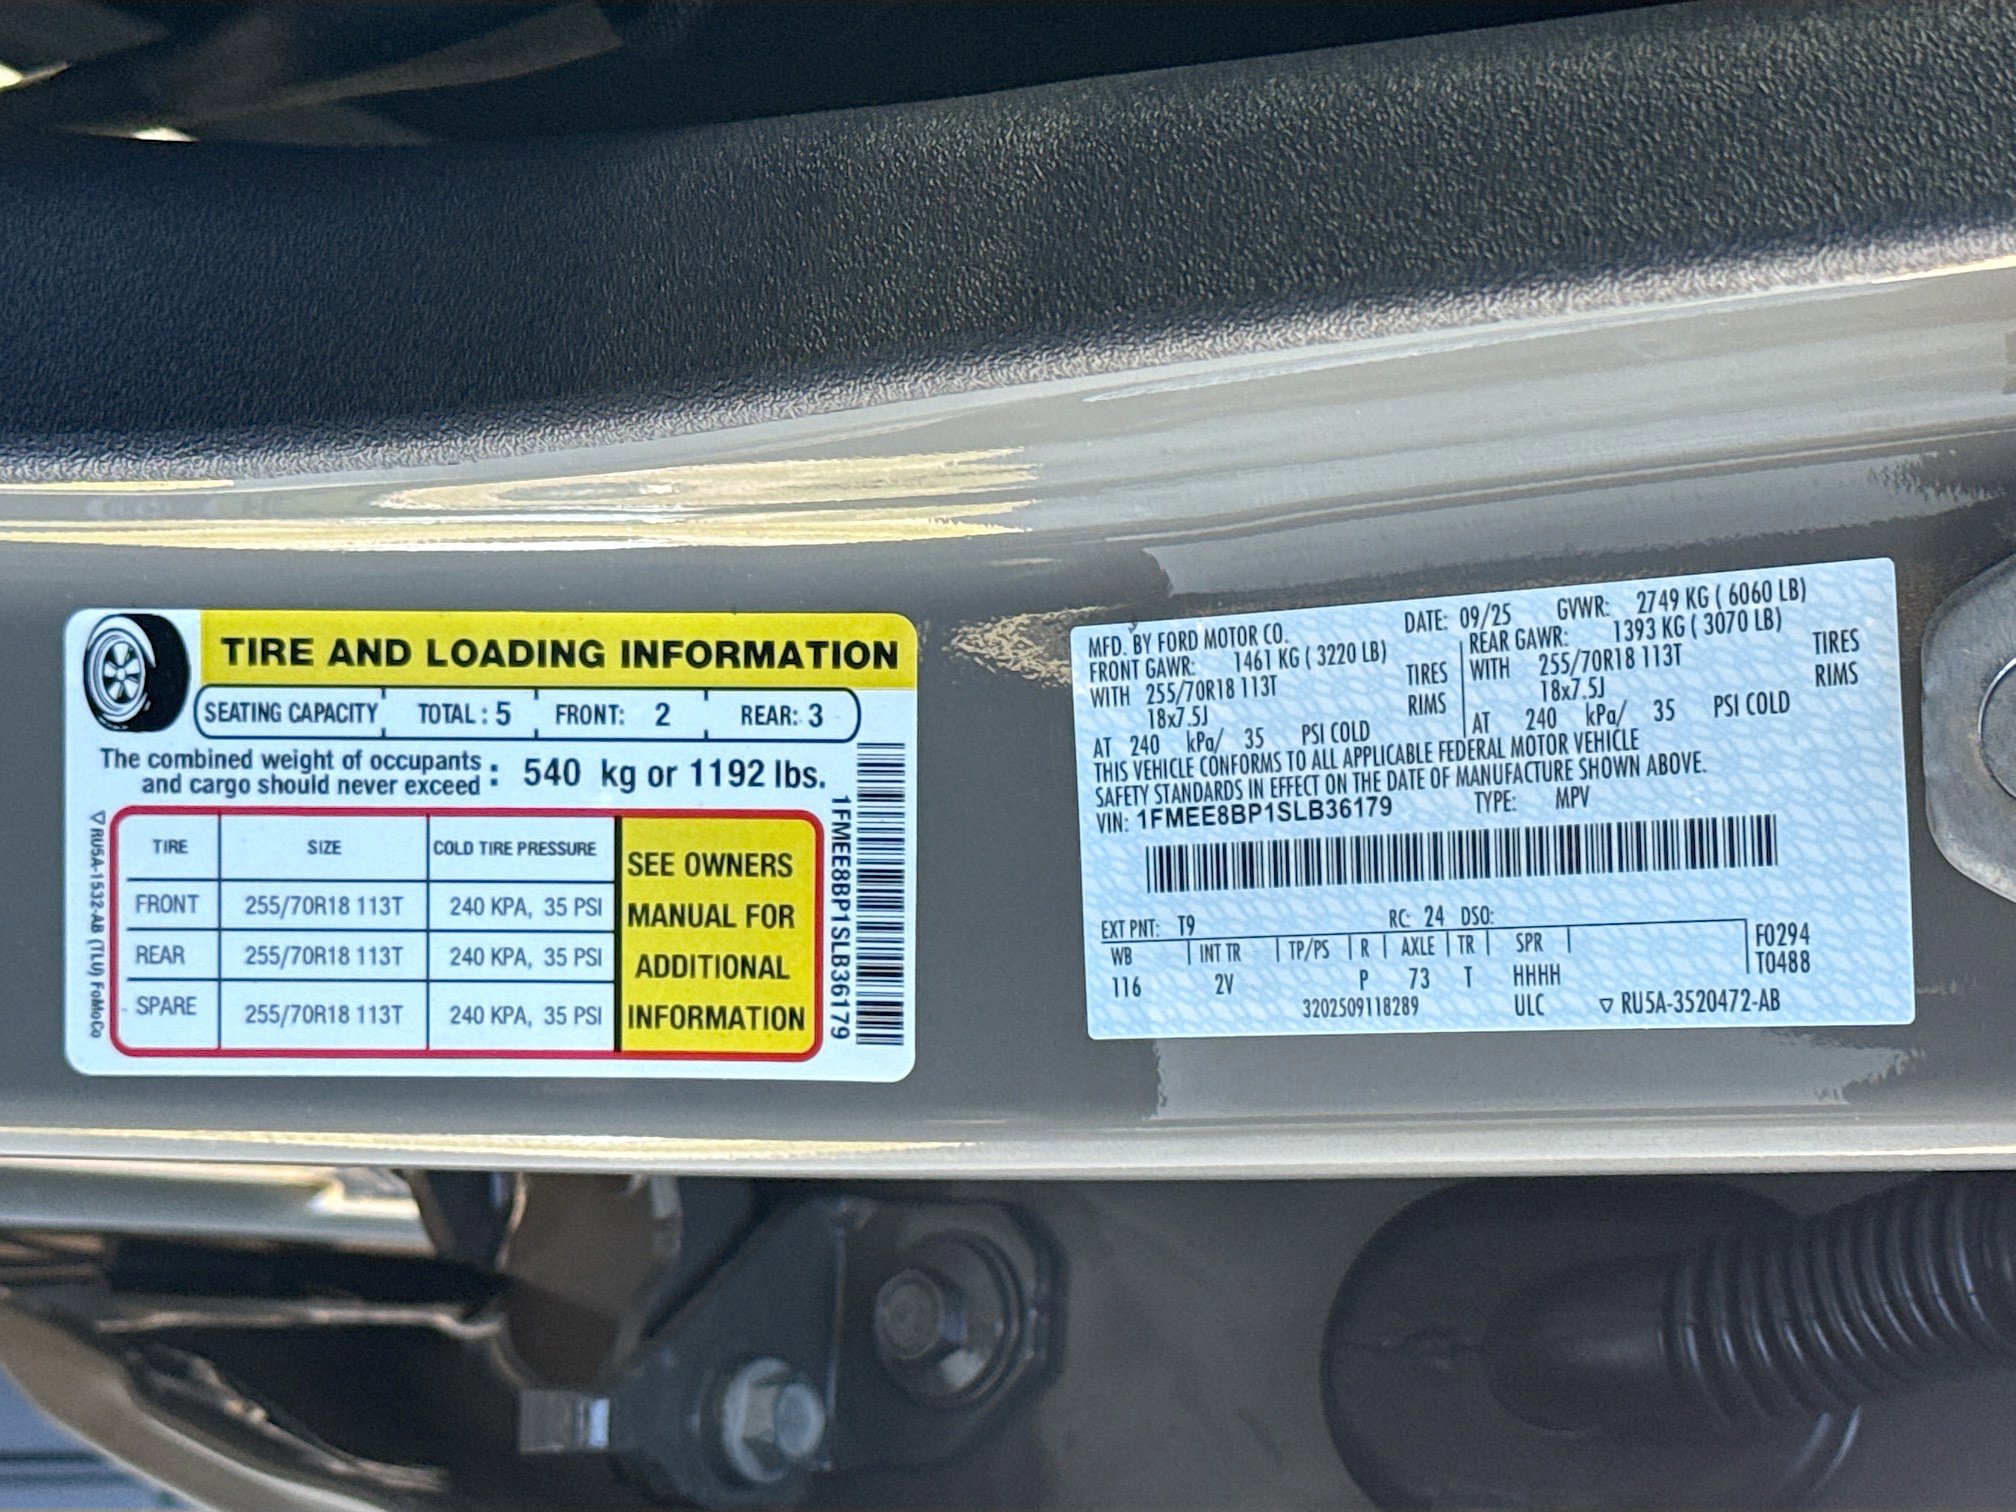 TIRE AND LOADING INFORMATION
SEATING CAPACITY TOTAL : 5 FRONT: 2 REAR: 3
The combined weight of occupants
and cargo should never exceed : 540 kg or 1192 lbs.
TIRE SIZE COLD TIRE PRESSURE
FRONT 255/70R18 113T 240 KPA, 35 PSI
REAR 255/70R18 113T 240 KPA, 35 PSI
SPARE 255/70R18 113T 240 KPA, 35 PSI
SEE OWNERS
MANUAL FOR
ADDITIONAL
INFORMATION
1FMEE8BP1SLB36179
▽RU5A-1532-AB (TLU) FoMoCo
MFD. BY FORD MOTOR CO. DATE: 09/25 GVWR: 2749 KG ( 6060 LB)
FRONT GAWR: 1461 KG ( 3220 LB) REAR GAWR: 1393 KG ( 3070 LB)
WITH 255/70R18 113T TIRES WITH 255/70R18 113T TIRES
18x7.5J RIMS 18x7.5J RIMS
AT 240 kPa/ 35 PSI COLD AT 240 kPa/ 35 PSI COLD
THIS VEHICLE CONFORMS TO ALL APPLICABLE FEDERAL MOTOR VEHICLE
SAFETY STANDARDS IN EFFECT ON THE DATE OF MANUFACTURE SHOWN ABOVE.
VIN: 1FMEE8BP1SLB36179 TYPE: MPV
EXT PNT: T9 RC: 24 DSO:
WB INT TR TP/PS R AXLE TR SPR F0294
116 2V P 73 T HHHH T0488
3202509118289 ULC ▽ RU5A-3520472-AB